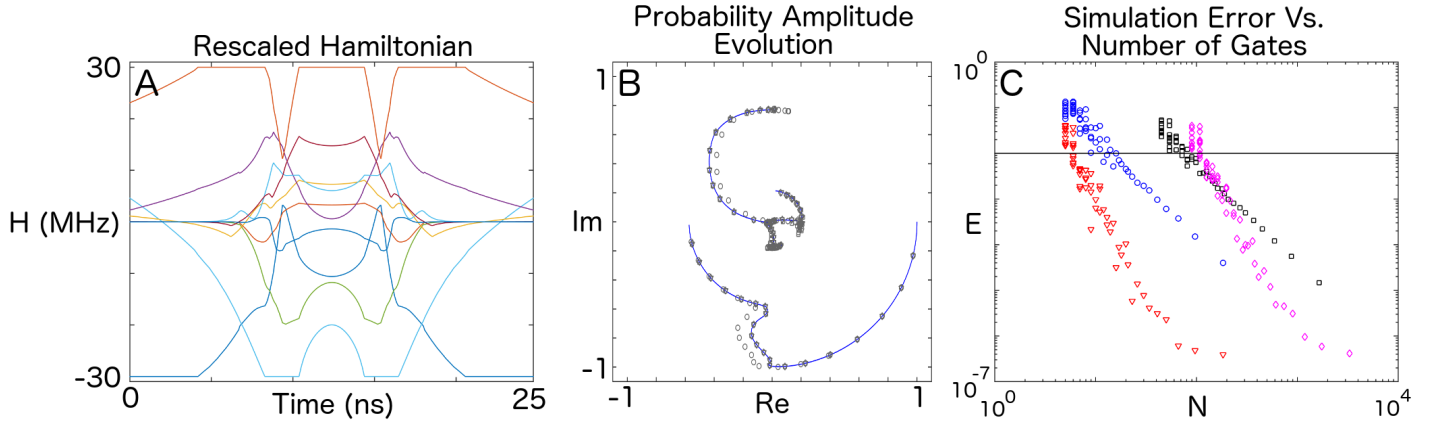 Rescaled Hamiltonian
A
30
H (MHz)
-30
0
Time (ns)
25
Probability Amplitude
Evolution
B
1
Im
-1
-1
Re
1
Simulation Error Vs.
Number of Gates
C
10^0
E
10^-7
10^0
N
10^4